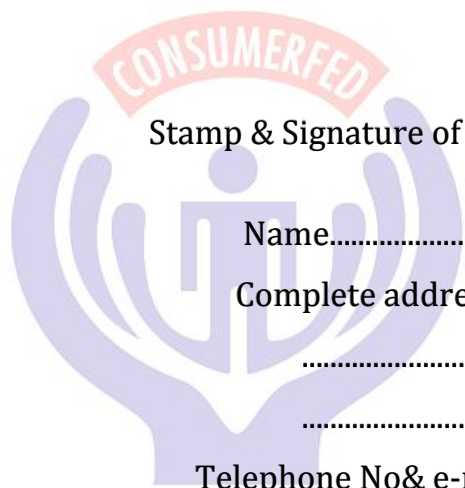 CONSUMERFED
Stamp & Signature of
Name...................
Complete addre
.......................
.......................
Telephone No& e-